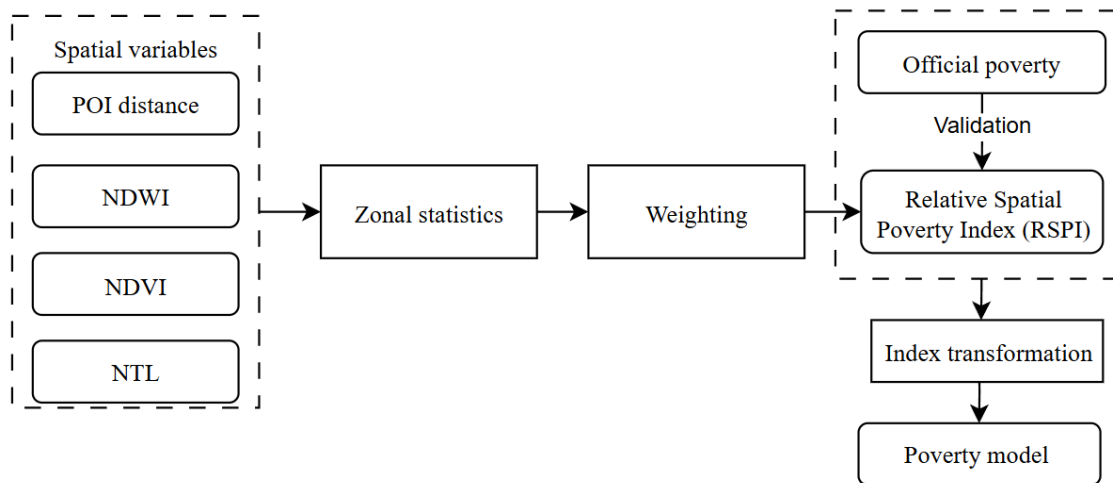 Spatial variables
POI distance
NDWI
NDVI
NTL
Zonal statistics
Weighting
Official poverty
Validation
Relative Spatial
Poverty Index (RSPI)
Index transformation
Poverty model